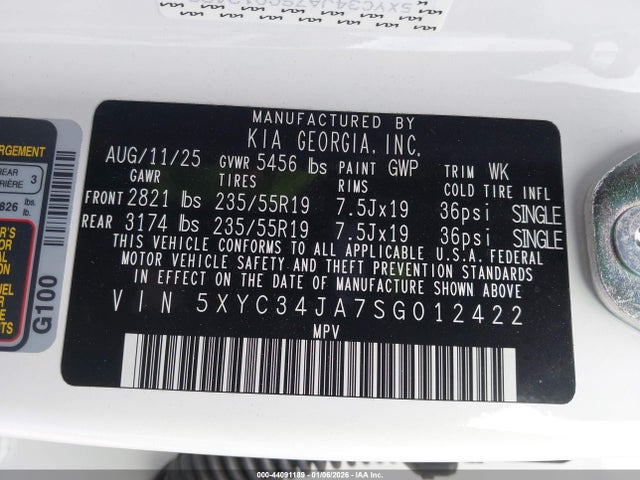 5XYC34JA7SG0
MANUFACTURED BY
KIA GEORGIA, INC.
AUG/11/25 GVWR 5456 lbs PAINT GWP TRIM WK
GAWR TIRES RIMS COLD TIRE INFL
FRONT 2821 lbs 235/55R19 7.5Jx19 36psi SINGLE
REAR 3174 lbs 235/55R19 7.5Jx19 36psi SINGLE
THIS VEHICLE CONFORMS TO ALL APPLICABLE U.S.A. FEDERAL
MOTOR VEHICLE SAFETY AND THEFT PREVENTION STANDARDS
IN EFFECT ON THE DATE OF MANUFACTURE SHOWN ABOVE.
VIN 5XYC34JA7SG012422
MPV
REAR 3
lbs.
G100
000-44091189 - 01/06/2026 - IAA Inc.